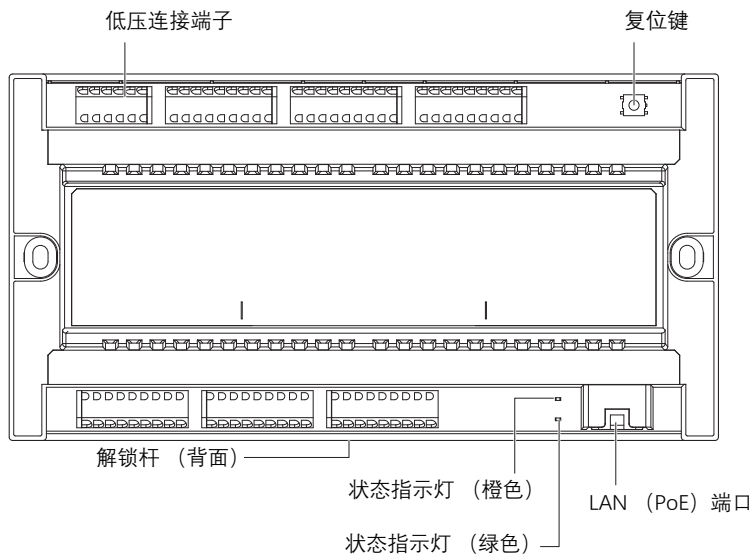 低压连接端子
复位键
解锁杆 （背面）
状态指示灯 （橙色）
LAN （PoE）端口
状态指示灯 （绿色）